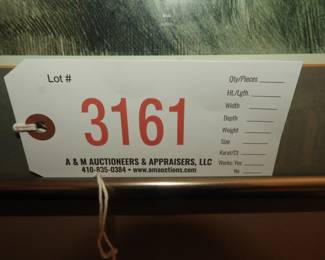 Lot #
3161
A & M AUCTIONEERS & APPRAISERS, LLC
410-835-0384 • www.amauctions.com
Qty/Pieces
Ht./Lgth.
Width
Depth
Weight
Size
Karat/Ct
Works: Yes
No